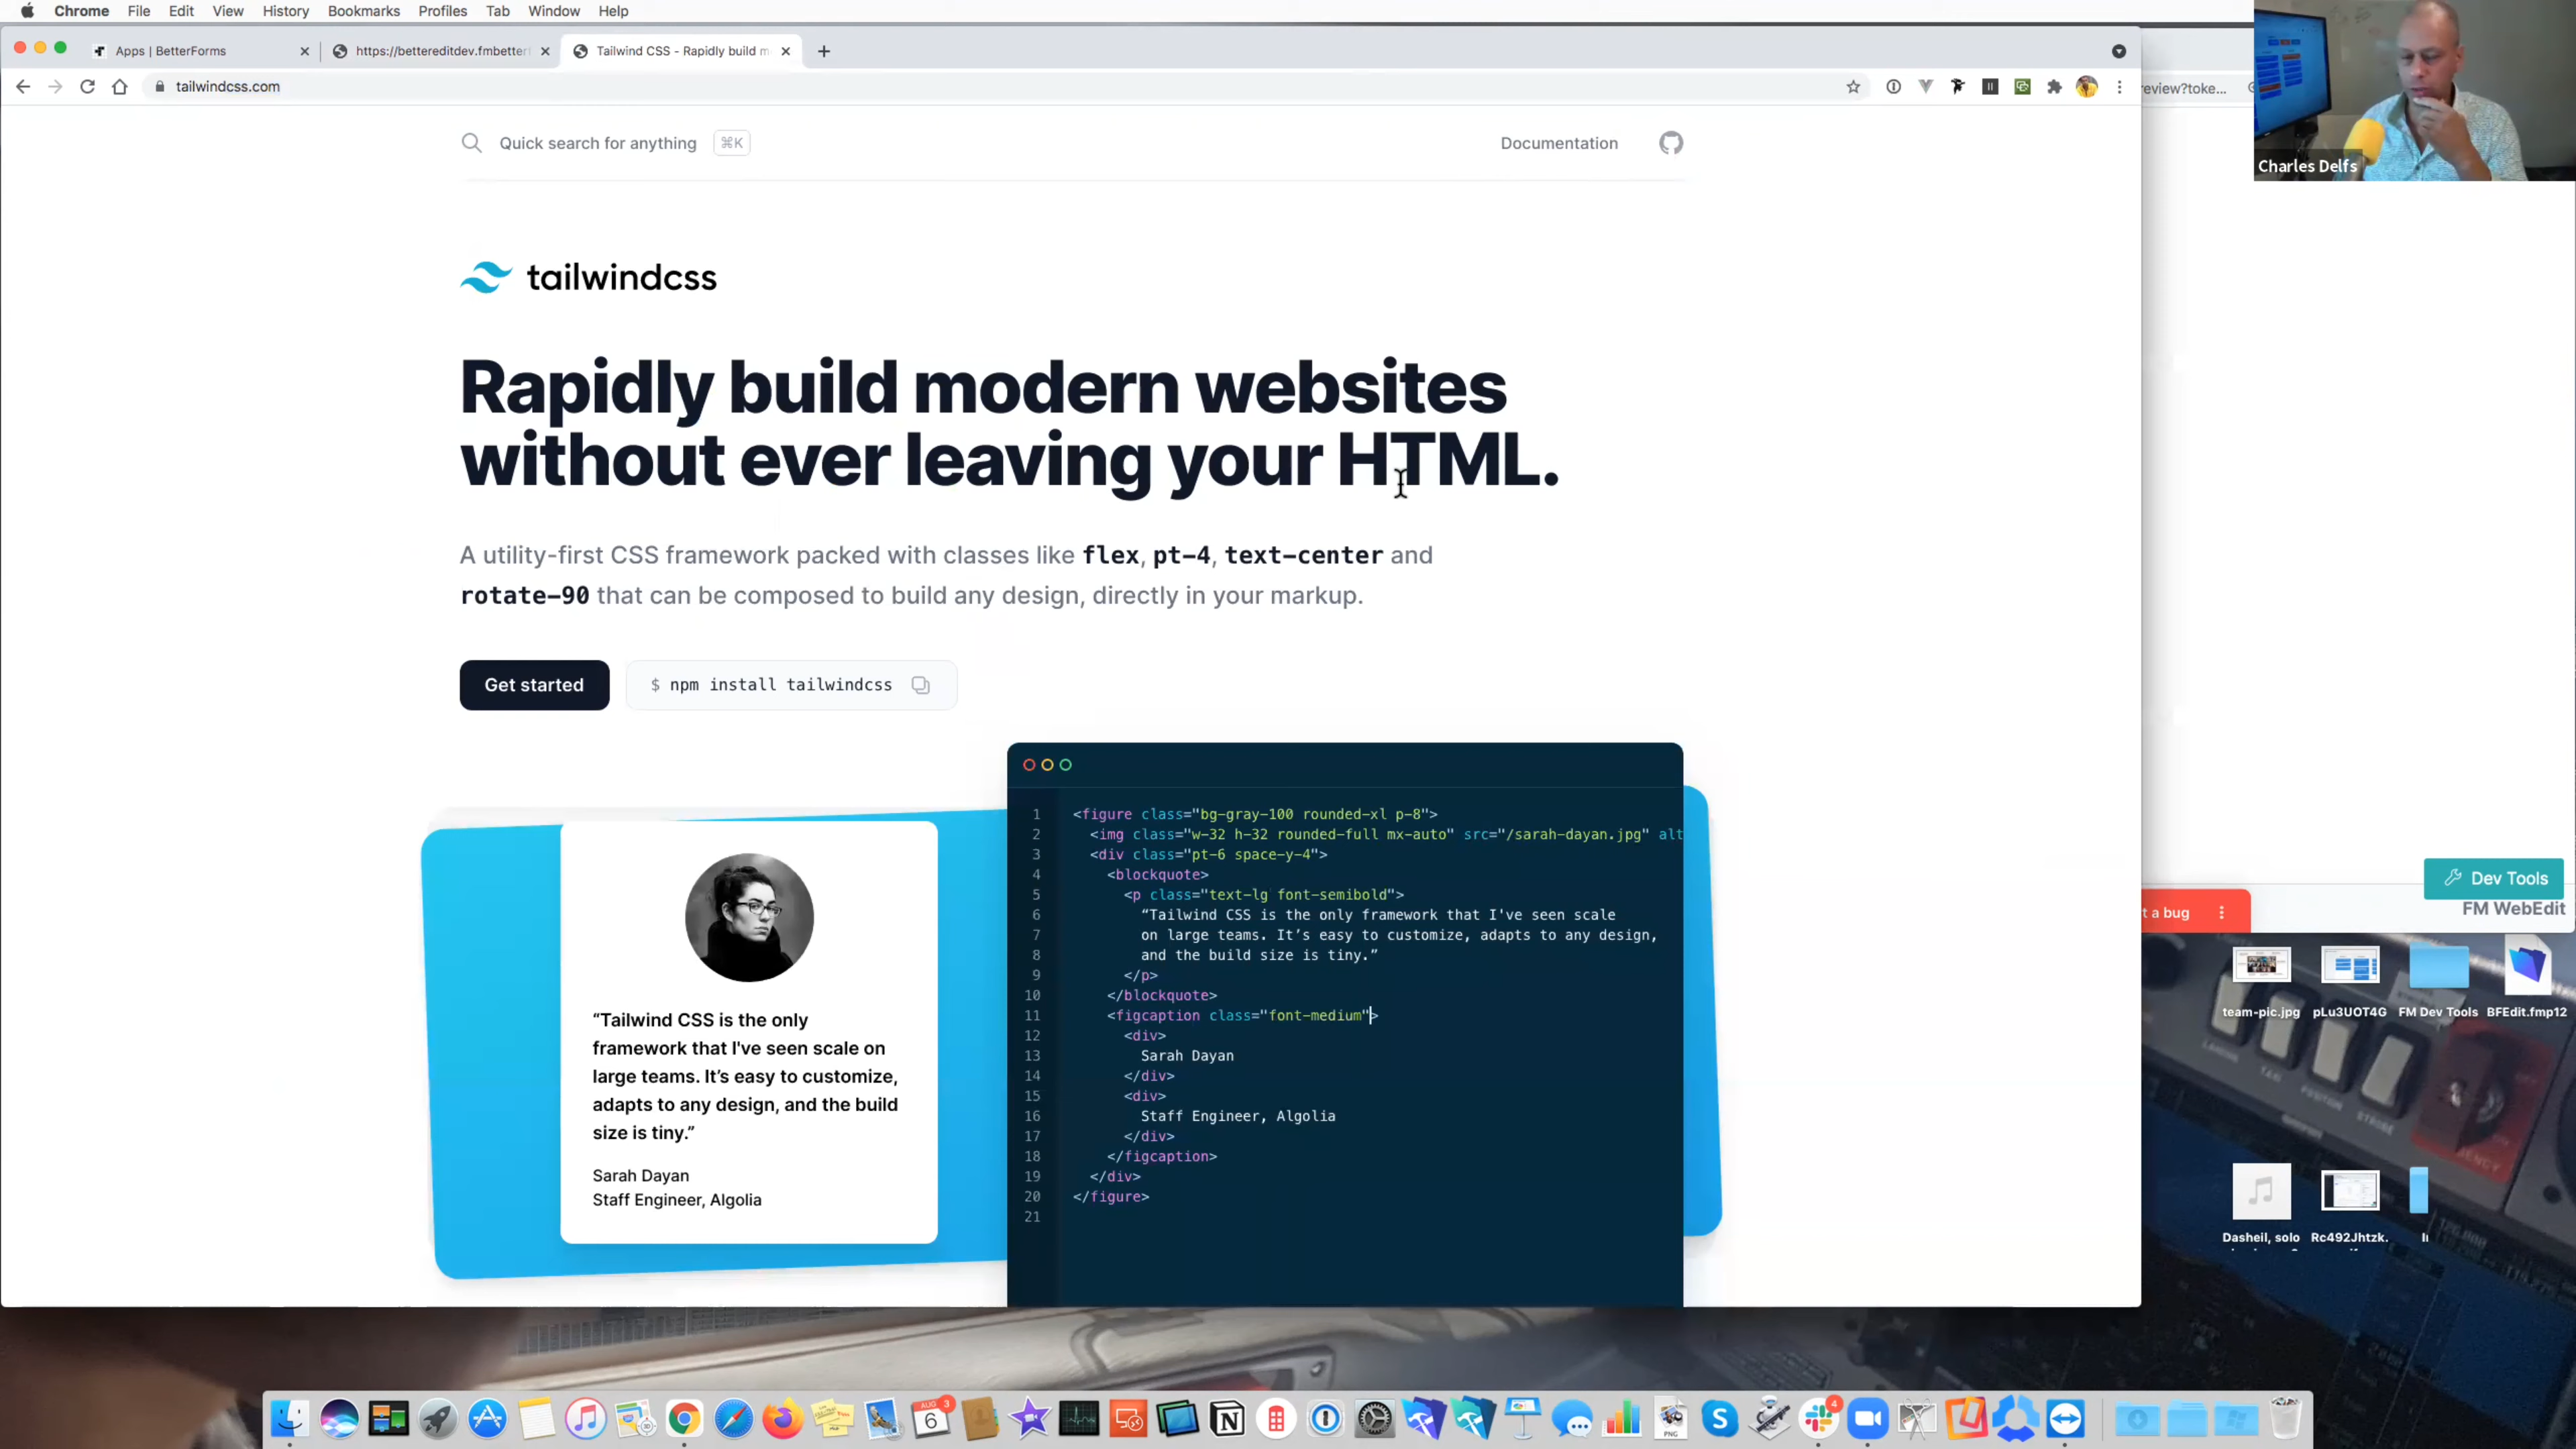 Chrome File Edit View History Bookmarks Profiles Tab Window Help
Apps | BetterForms
https://bettereditdev.fmbetterf
Tailwind CSS - Rapidly build m
tailwindcss.com
review?toke...
Charles Delfs
Quick search for anything ⌘K
Documentation
tailwindcss
Rapidly build modern websites
without ever leaving your HTML.
A utility-first CSS framework packed with classes like flex, pt-4, text-center and
rotate-90 that can be composed to build any design, directly in your markup.
Get started
$ npm install tailwindcss
“Tailwind CSS is the only
framework that I've seen scale on
large teams. It’s easy to customize,
adapts to any design, and the build
size is tiny.”
Sarah Dayan
Staff Engineer, Algolia
1 <figure class="bg-gray-100 rounded-xl p-8">
2 <img class="w-32 h-32 rounded-full mx-auto" src="/sarah-dayan.jpg" alt
3 <div class="pt-6 space-y-4">
4 <blockquote>
5 <p class="text-lg font-semibold">
6 “Tailwind CSS is the only framework that I've seen scale
7 on large teams. It’s easy to customize, adapts to any design,
8 and the build size is tiny.”
9 </p>
10 </blockquote>
11 <figcaption class="font-medium">
12 <div>
13 Sarah Dayan
14 </div>
15 <div>
16 Staff Engineer, Algolia
17 </div>
18 </figcaption>
19 </div>
20 </figure>
21
Dev Tools
t a bug
FM WebEdit
team-pic.jpg
pLu3UOT4G
FM Dev Tools
BFEdit.fmp12
Dasheil, solo
Rc492Jhtzk.
AUG
6
3
PNG
4